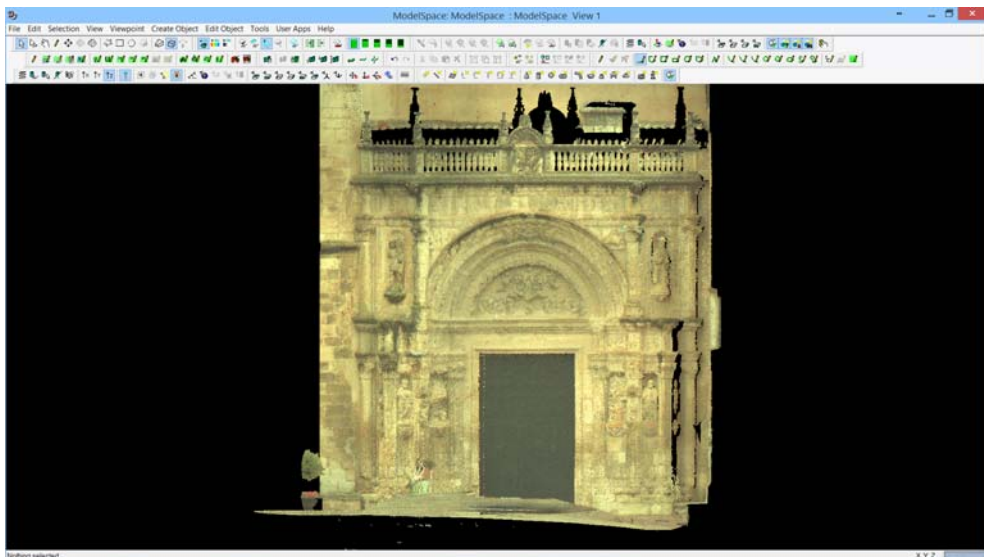 ModelSpace: ModelSpace : ModelSpace View 1
File Edit Selection View Viewpoint Create Object Edit Object Tools User Apps Help
Nothing selected
X Y Z